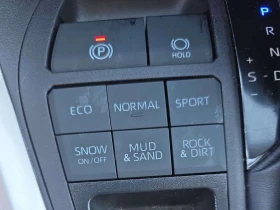 P
R
(P)
HOLD
N
+
S - D
ECO NORMAL SPORT
SNOW
ON/OFF
MUD
& SAND
ROCK
& DIRT